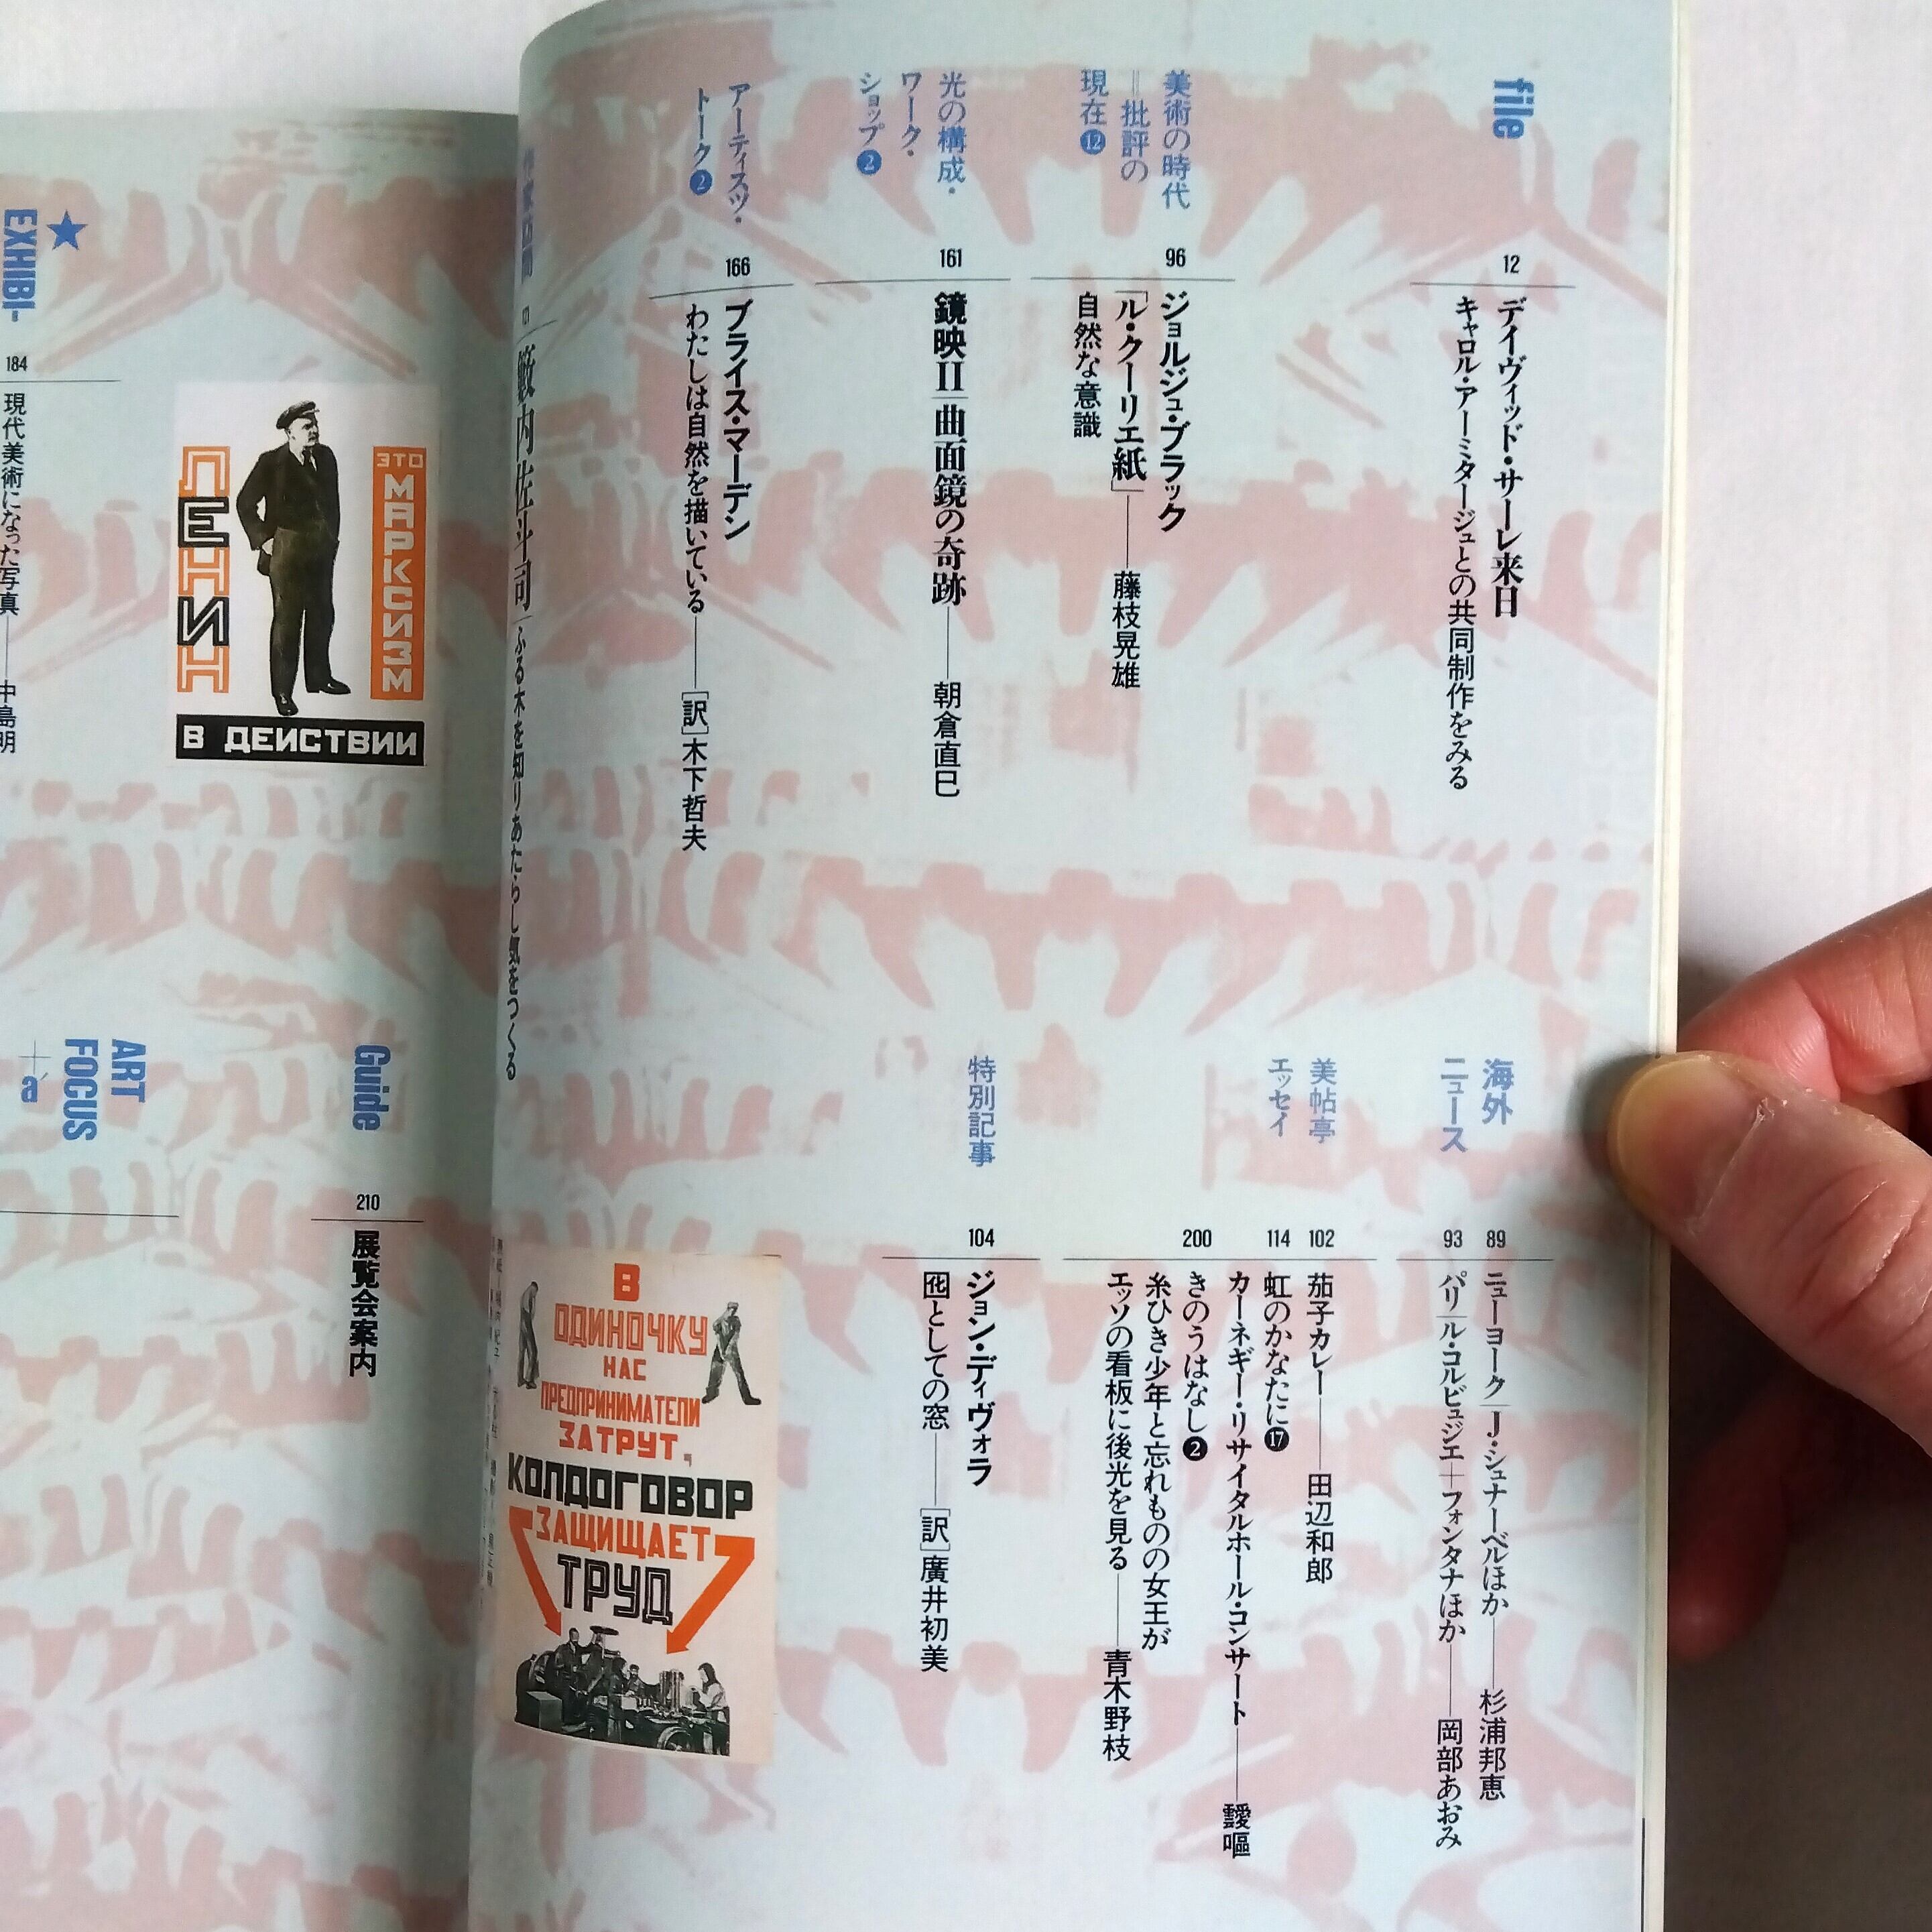 file
12
デイヴィッド・サーレ来日
キャロル・アーミタージュとの共同制作をみる
美術の時代
=批評の
現在⓬
96
ジョルジュ・ブラック
「ル・クーリエ紙」——藤枝晃雄
自然な意識
光の構成・
ワーク・
ショップ❷
161
鏡映II|曲面鏡の奇跡——朝倉直巳
アーティスツ・
トーク❷
166
ブライス・マーデン
わたしは自然を描いている——[訳]木下哲夫
籔内佐斗司|ふる木を知りあたらし氣をつくる
海外
ニュース
89
ニューヨーク|J・シュナーベルほか——杉浦邦恵
93
パリ|ル・コルビュジエ+フォンタナほか——岡部あおみ
美帖亭
エッセイ
102
茄子カレー——田辺和郎
114
虹のかなたに⓱
カーネギー・リサイタルホール・コンサート——靉嘔
200
きのうはなし❷
糸ひき少年と忘れものの女王が
エッソの看板に後光を見る——青木野枝
特別記事
104
ジョン・ディヴォラ
囮としての窓——[訳]廣井初美
В
ОДИНОЧКУ
НАС
ПРЕДПРИНИМАТЕЛИ
ЗАТРУТ,
КОЛДОГОВОР
ЗАЩИЩАЕТ
ТРУД
ЛЕНИН
ЭТО
МАРКСИЗМ
В ДЕЙСТВИИ
★
EXHIBI-
184
現代美術になった写真——中島明
Guide
210
展覧会案内
ART
FOCUS
+a'